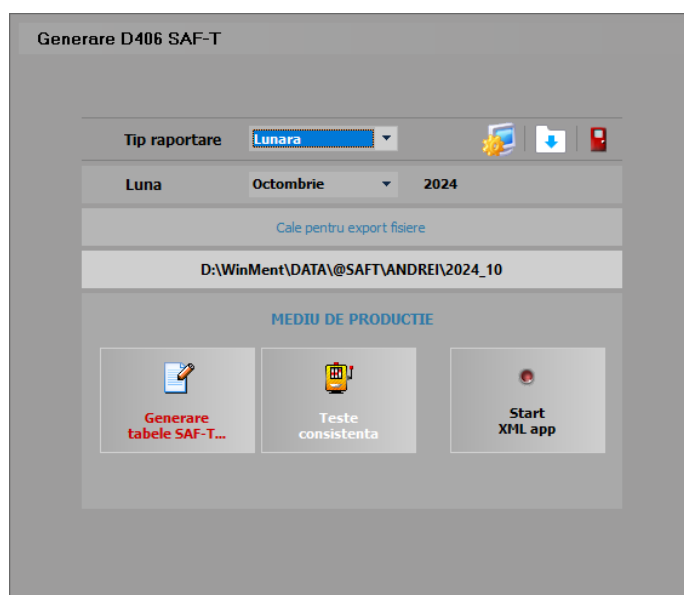 Generare D406 SAF-T
Tip raportare Lunara
Luna Octombrie 2024
Cale pentru export fisiere
D:\WinMent\DATA\@SAFT\ANDREI\2024_10
MEDIU DE PRODUCTIE
Generare
tabele SAF-T...
Teste
consistenta
Start
XML app